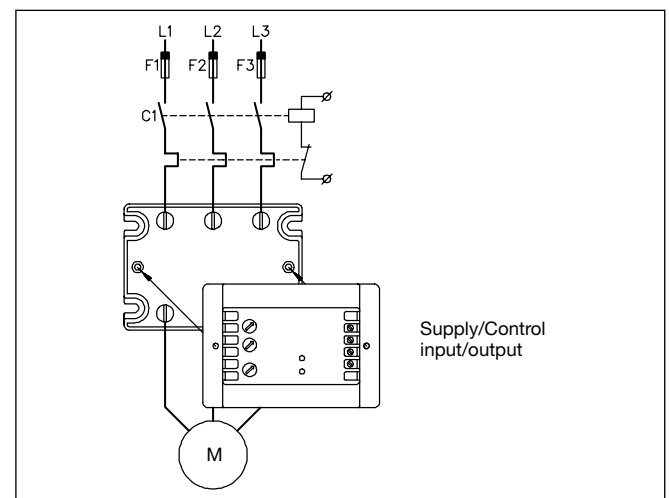 L1 L2 L3
F1 F2 F3
C1
Supply/Control
input/output
M